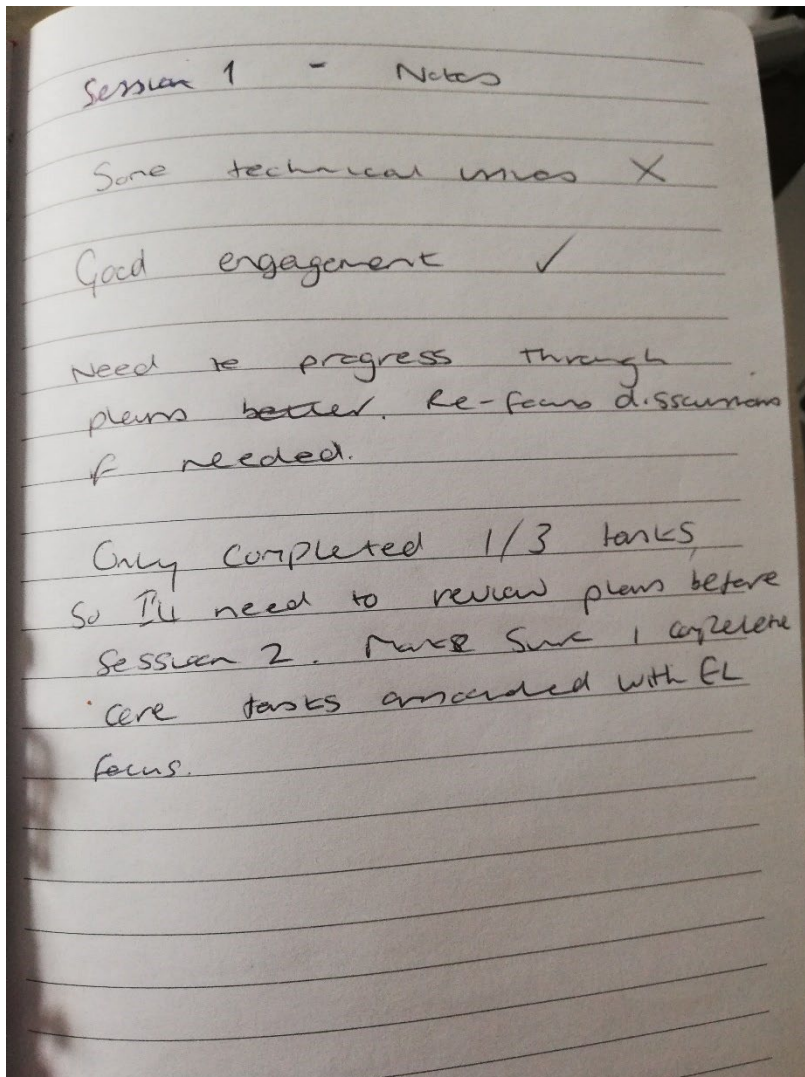 Session 1 - Notes
Some technical issues X
Good engagement ✓
Need to progress through
plans better. Re-focus disscussions
if needed.
Only completed 1/3 tasks,
So I'll need to review plans before
Session 2. Make Sure I complete
core tasks associated with EL
focus.